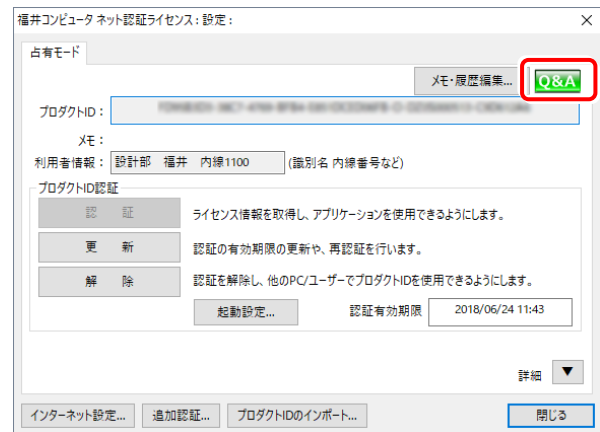 福井コンピュータ ネット認証ライセンス : 設定 :
占有モード
メモ・履歴編集... Q&A
プロダクトID :
メモ :
利用者情報 : 設計部 福井 内線1100 (識別名 内線番号など)
プロダクトID認証
認 証 ライセンス情報を取得し、アプリケーションを使用できるようにします。
更 新 認証の有効期限の更新や、再認証を行います。
解 除 認証を解除し、他のPC/ユーザーでプロダクトIDを使用できるようにします。
起動設定... 認証有効期限 2018/06/24 11:43
詳細 ▼
インターネット設定... 追加認証... プロダクトIDのインポート... 閉じる